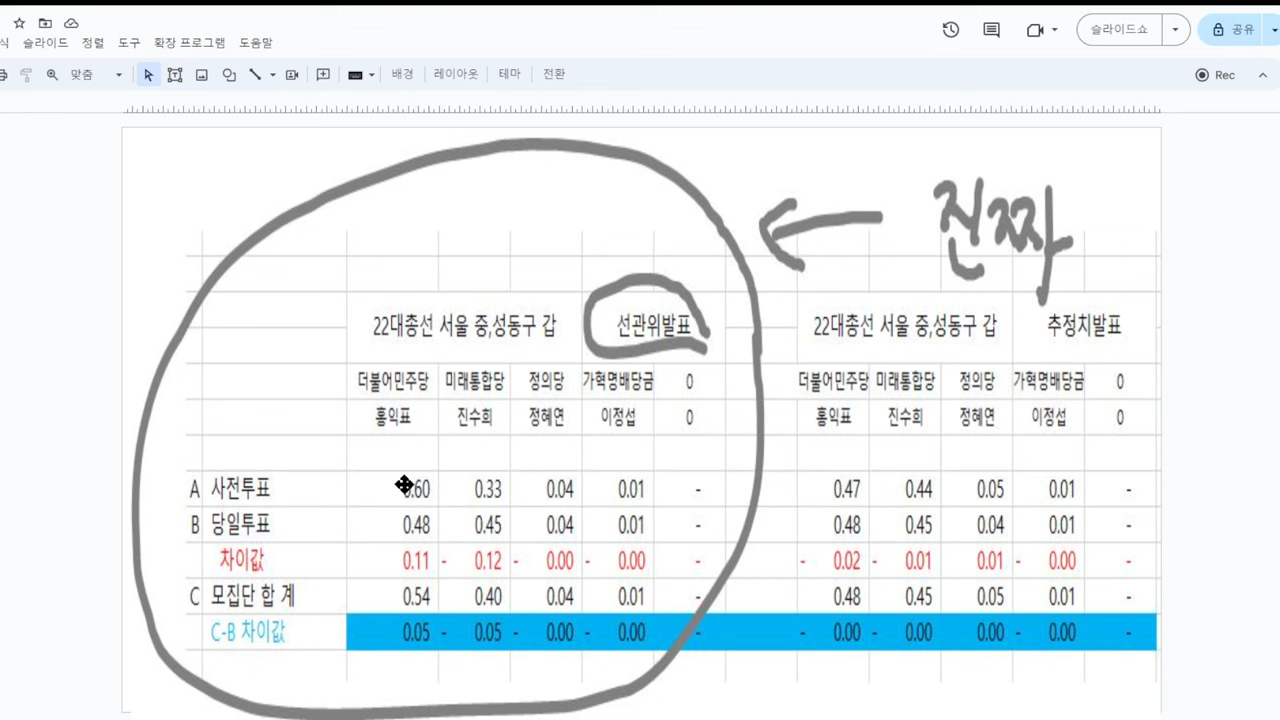 슬라이드쇼
공유
식 슬라이드 정렬 도구 확장 프로그램 도움말
맞춤 배경 레이아웃 테마 전환 Rec
진짜
22대총선 서울 중,성동구 갑 선관위발표 22대총선 서울 중,성동구 갑 추정치발표
더불어민주당 미래통합당 정의당 가혁명배당금 0 더불어민주당 미래통합당 정의당 가혁명배당금 0
홍익표 진수희 정혜연 이정섭 0 홍익표 진수희 정혜연 이정섭 0
A 사전투표 .60 0.33 0.04 0.01 - 0.47 0.44 0.05 0.01 -
B 당일투표 0.48 0.45 0.04 0.01 - 0.48 0.45 0.04 0.01 -
차이값 0.11 - 0.12 - 0.00 - 0.00 - - 0.02 - 0.01 0.01 - 0.00 -
C 모집단 합 계 0.54 0.40 0.04 0.01 - 0.48 0.45 0.05 0.01 -
C-B 차이값 0.05 - 0.05 - 0.00 - 0.00 - - 0.00 - 0.00 0.00 - 0.00 -